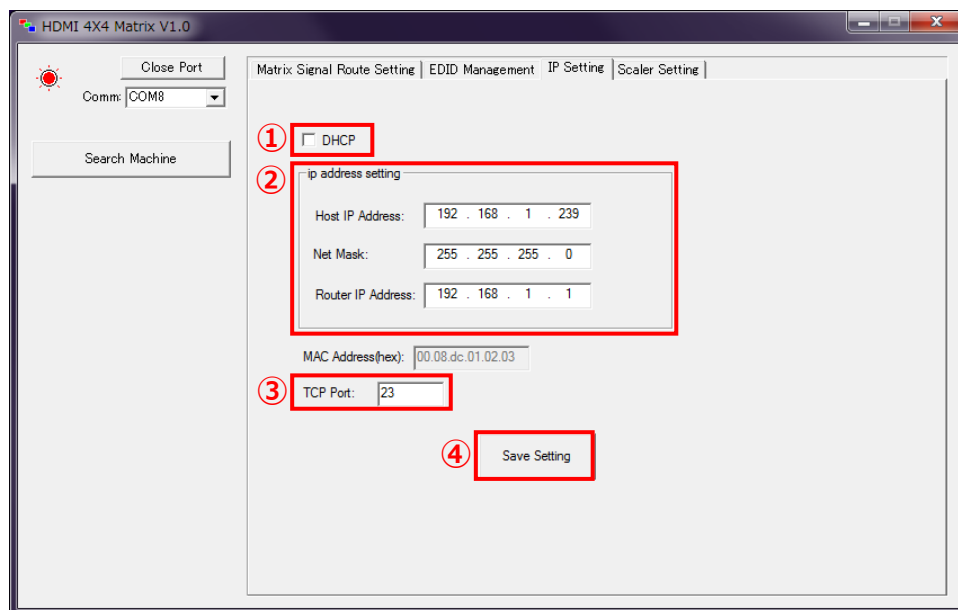 HDMI 4X4 Matrix V1.0
Close Port
Comm: COM8
Search Machine
Matrix Signal Route Setting EDID Management IP Setting Scaler Setting
① DHCP
②
ip address setting
Host IP Address: 192 . 168 . 1 . 239
Net Mask: 255 . 255 . 255 . 0
Router IP Address: 192 . 168 . 1 . 1
MAC Address(hex): 00.08.dc.01.02.03
③ TCP Port: 23
④ Save Setting